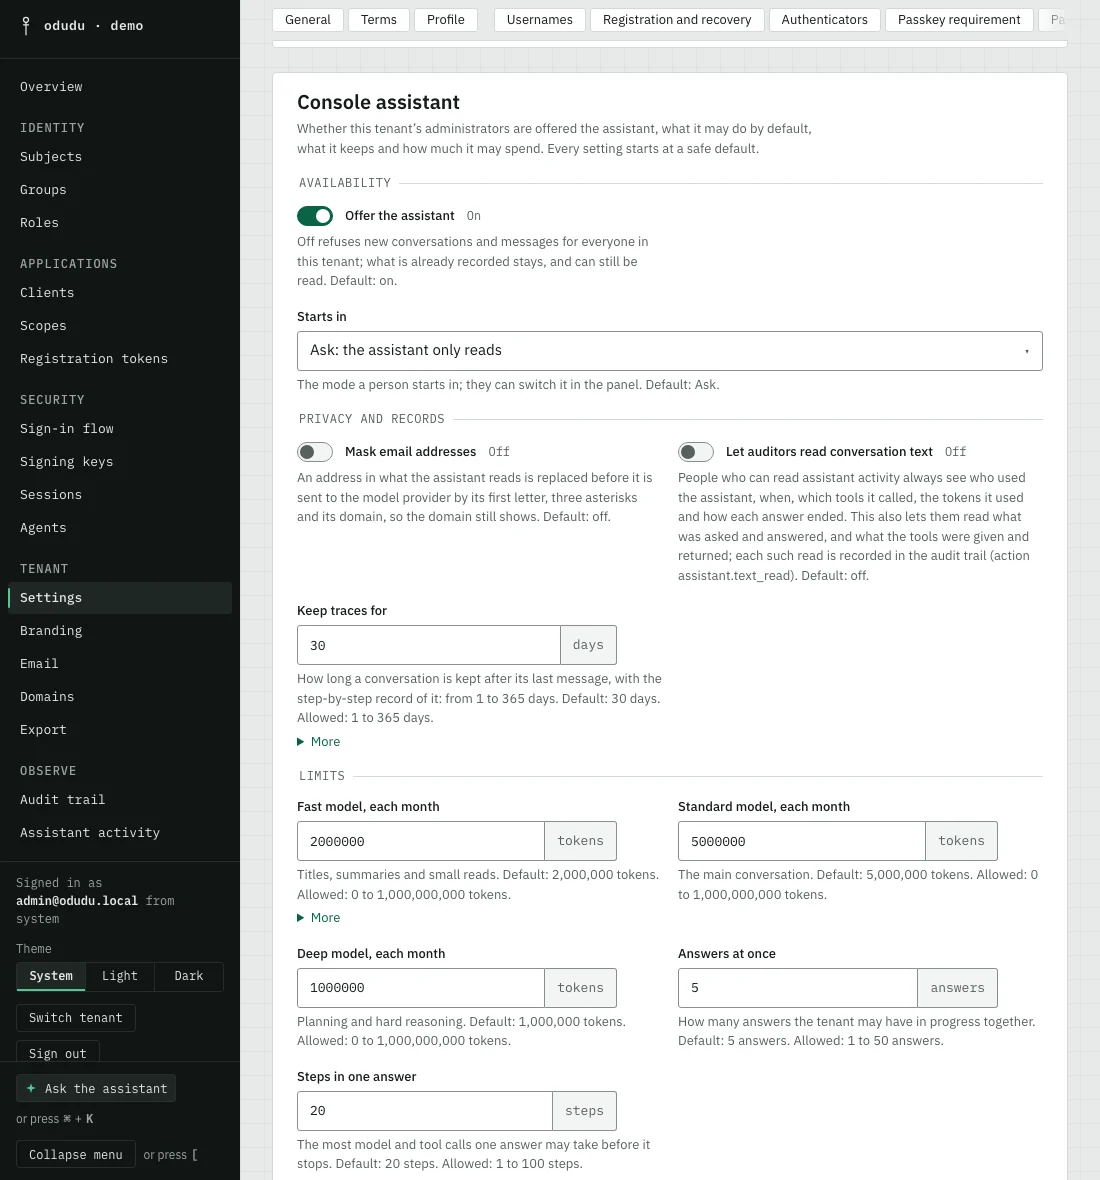 odudu · demo
Overview
IDENTITY
Subjects
Groups
Roles
APPLICATIONS
Clients
Scopes
Registration tokens
SECURITY
Sign-in flow
Signing keys
Sessions
Agents
TENANT
Settings
Branding
Email
Domains
Export
OBSERVE
Audit trail
Assistant activity
Signed in as
admin@odudu.local from
system
Theme
System Light Dark
Switch tenant
Sign out
Ask the assistant
or press ⌘ + K
Collapse menu or press [
General Terms Profile Usernames Registration and recovery Authenticators Passkey requirement Pa
Console assistant
Whether this tenant’s administrators are offered the assistant, what it may do by default,
what it keeps and how much it may spend. Every setting starts at a safe default.
AVAILABILITY
Offer the assistant On
Off refuses new conversations and messages for everyone in
this tenant; what is already recorded stays, and can still be
read. Default: on.
Starts in
Ask: the assistant only reads
The mode a person starts in; they can switch it in the panel. Default: Ask.
PRIVACY AND RECORDS
Mask email addresses Off
An address in what the assistant reads is replaced before it is
sent to the model provider by its first letter, three asterisks
and its domain, so the domain still shows. Default: off.
Let auditors read conversation text Off
People who can read assistant activity always see who used
the assistant, when, which tools it called, the tokens it used
and how each answer ended. This also lets them read what
was asked and answered, and what the tools were given and
returned; each such read is recorded in the audit trail (action
assistant.text_read). Default: off.
Keep traces for
30 days
How long a conversation is kept after its last message, with the
step-by-step record of it: from 1 to 365 days. Default: 30 days.
Allowed: 1 to 365 days.
More
LIMITS
Fast model, each month
2000000 tokens
Titles, summaries and small reads. Default: 2,000,000 tokens.
Allowed: 0 to 1,000,000,000 tokens.
More
Standard model, each month
5000000 tokens
The main conversation. Default: 5,000,000 tokens. Allowed: 0
to 1,000,000,000 tokens.
Deep model, each month
1000000 tokens
Planning and hard reasoning. Default: 1,000,000 tokens.
Allowed: 0 to 1,000,000,000 tokens.
Answers at once
5 answers
How many answers the tenant may have in progress together.
Default: 5 answers. Allowed: 1 to 50 answers.
Steps in one answer
20 steps
The most model and tool calls one answer may take before it
stops. Default: 20 steps. Allowed: 1 to 100 steps.